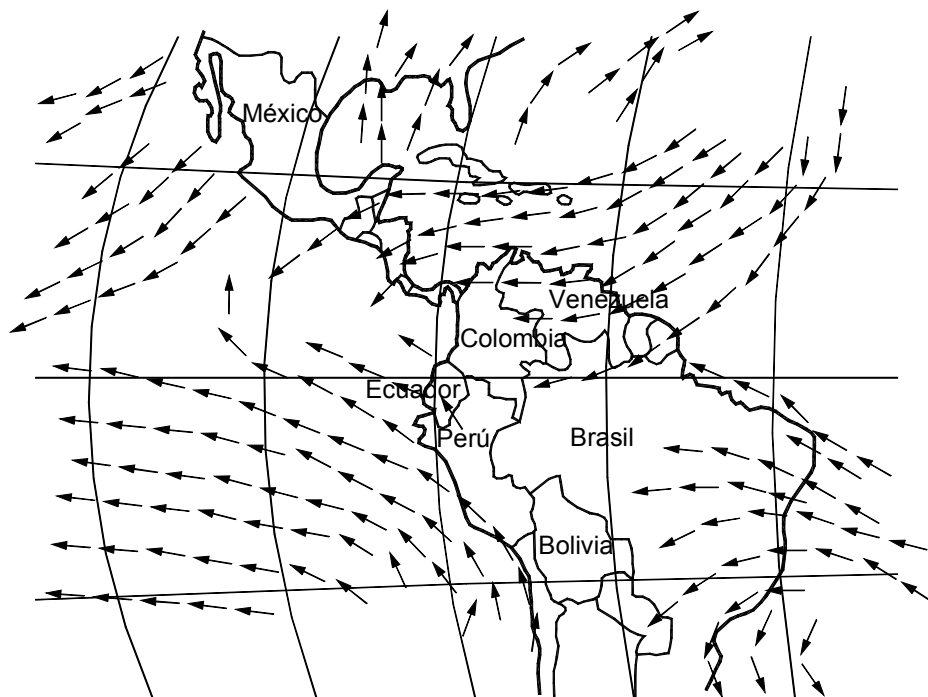 México
Venezuela
Colombia
Ecuador
Perú
Brasil
Bolivia